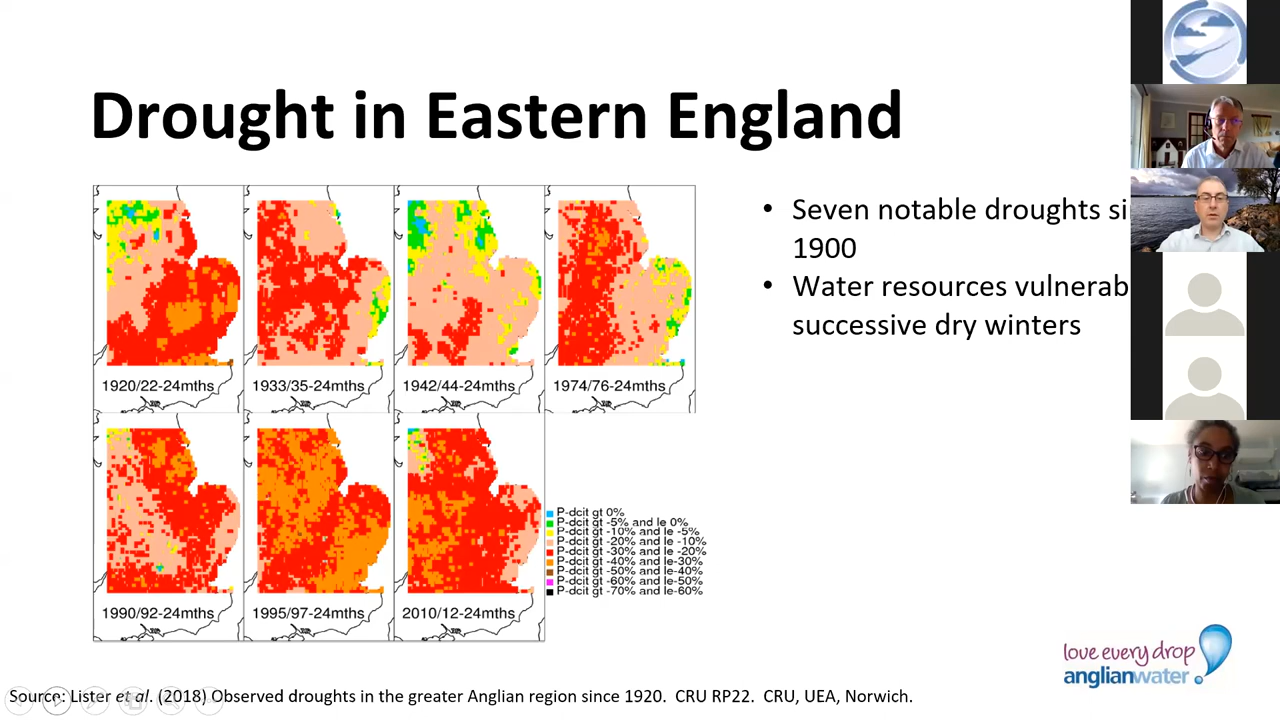 Drought in Eastern England
1920/22-24mths
1933/35-24mths
1942/44-24mths
1974/76-24mths
1990/92-24mths
1995/97-24mths
2010/12-24mths
P-dcit gt 0%
P-dcit gt -5% and le 0%
P-dcit gt -10% and le -5%
P-dcit gt -20% and le -10%
P-dcit gt -30% and le -20%
P-dcit gt -40% and le-30%
P-dcit gt -50% and le-40%
P-dcit gt -60% and le-50%
P-dcit gt -70% and le-60%
• Seven notable droughts si
1900
• Water resources vulnerab
successive dry winters
love every drop
anglianwater.
Source: Lister et al. (2018) Observed droughts in the greater Anglian region since 1920. CRU RP22. CRU, UEA, Norwich.